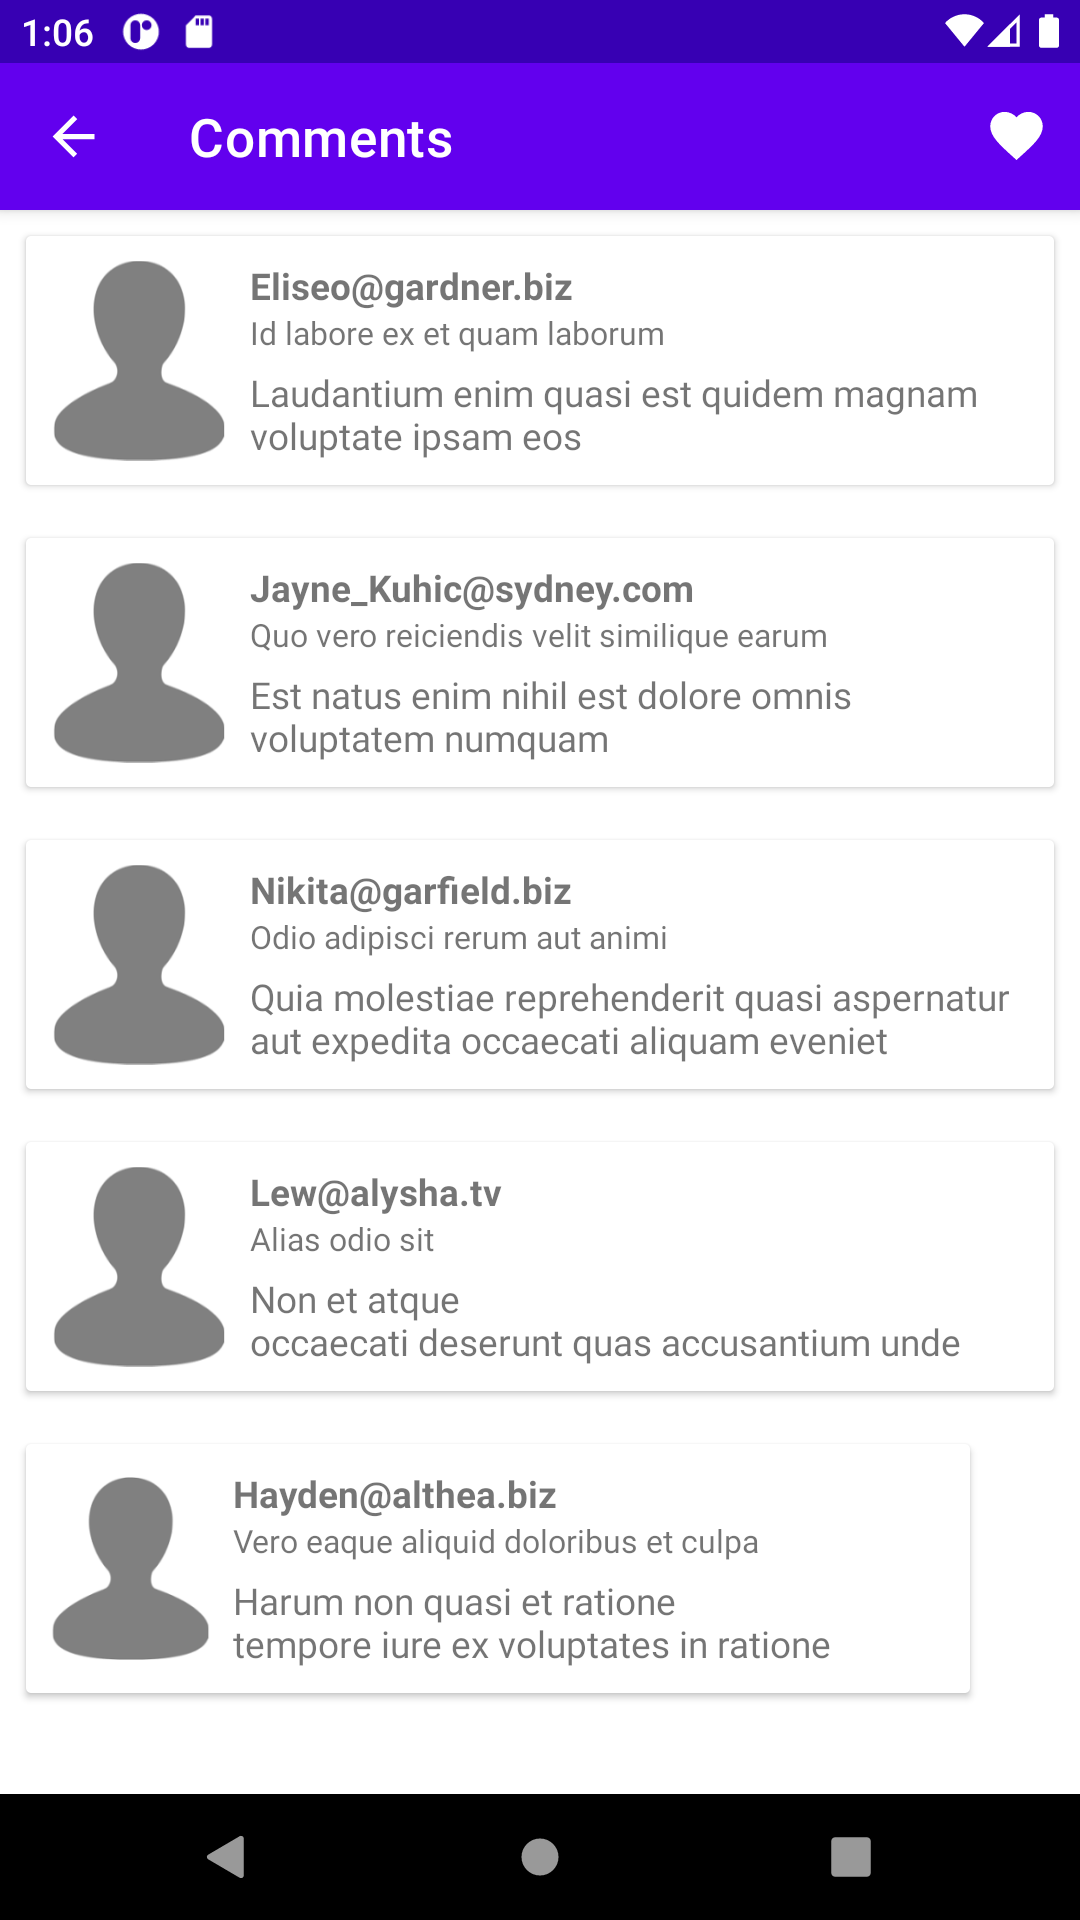 1:06
Comments
Eliseo@gardner.biz
Id labore ex et quam laborum
Laudantium enim quasi est quidem magnam
voluptate ipsam eos
Jayne_Kuhic@sydney.com
Quo vero reiciendis velit similique earum
Est natus enim nihil est dolore omnis
voluptatem numquam
Nikita@garfield.biz
Odio adipisci rerum aut animi
Quia molestiae reprehenderit quasi aspernatur
aut expedita occaecati aliquam eveniet
Lew@alysha.tv
Alias odio sit
Non et atque
occaecati deserunt quas accusantium unde
Hayden@althea.biz
Vero eaque aliquid doloribus et culpa
Harum non quasi et ratione
tempore iure ex voluptates in ratione